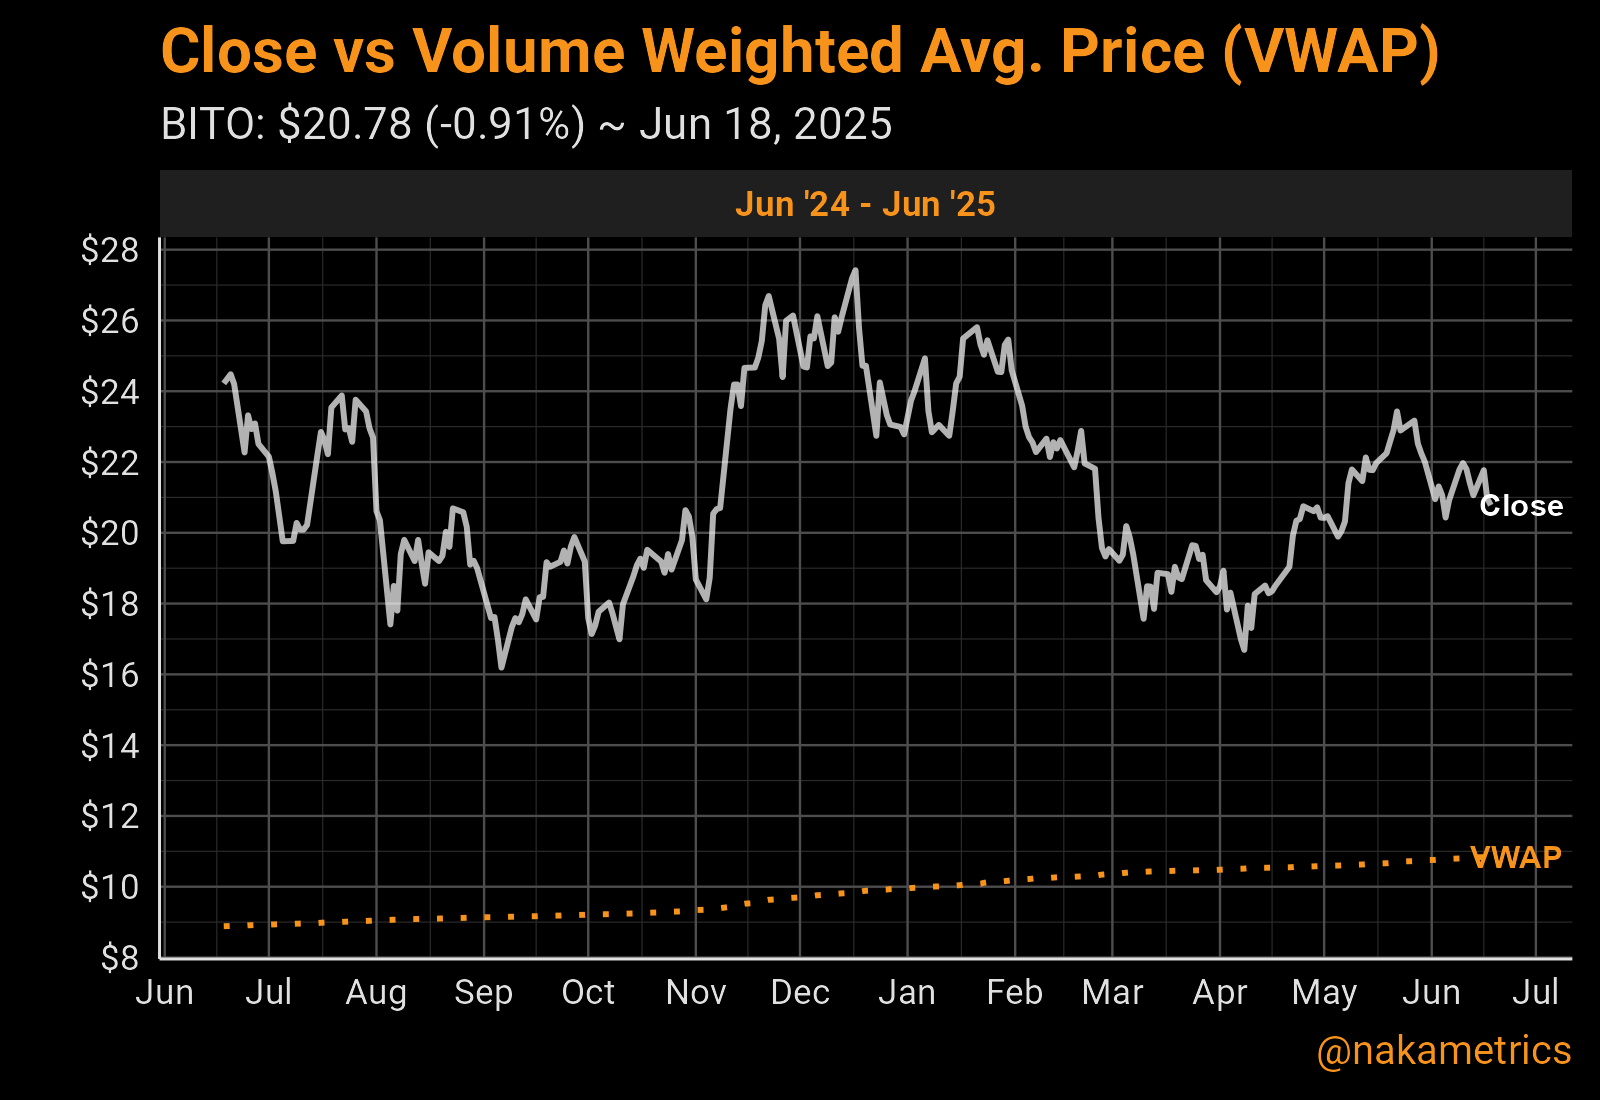 Close vs Volume Weighted Avg. Price (VWAP)
BITO: $20.78 (-0.91%) ~ Jun 18, 2025
Jun '24 - Jun '25
$28
$26
$24
$22
$20
$18
$16
$14
$12
$10
$8
Close
VWAP
Jun Jul Aug Sep Oct Nov Dec Jan Feb Mar Apr May Jun Jul
@nakametrics